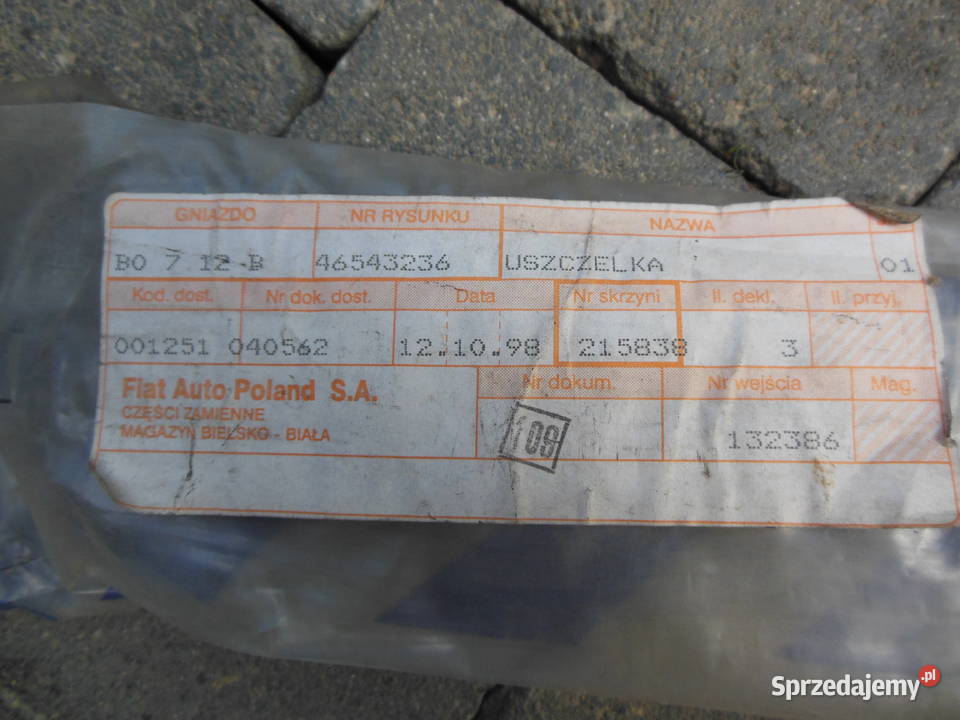 GNIAZDO NR RYSUNKU NAZWA
BO 7 12 B 46543236 USZCZELKA 01
Kod. dost. Nr dok. dost. Data Nr skrzyni Il. dekl. Il. przyj.
001251 040562 12.10.98 215838 3
Fiat Auto Poland S.A. Nr dokum. Nr wejścia Mag.
CZĘŚCI ZAMIENNE
MAGAZYN BIELSKO - BIAŁA 109 132386
Sprzedajemy.pl